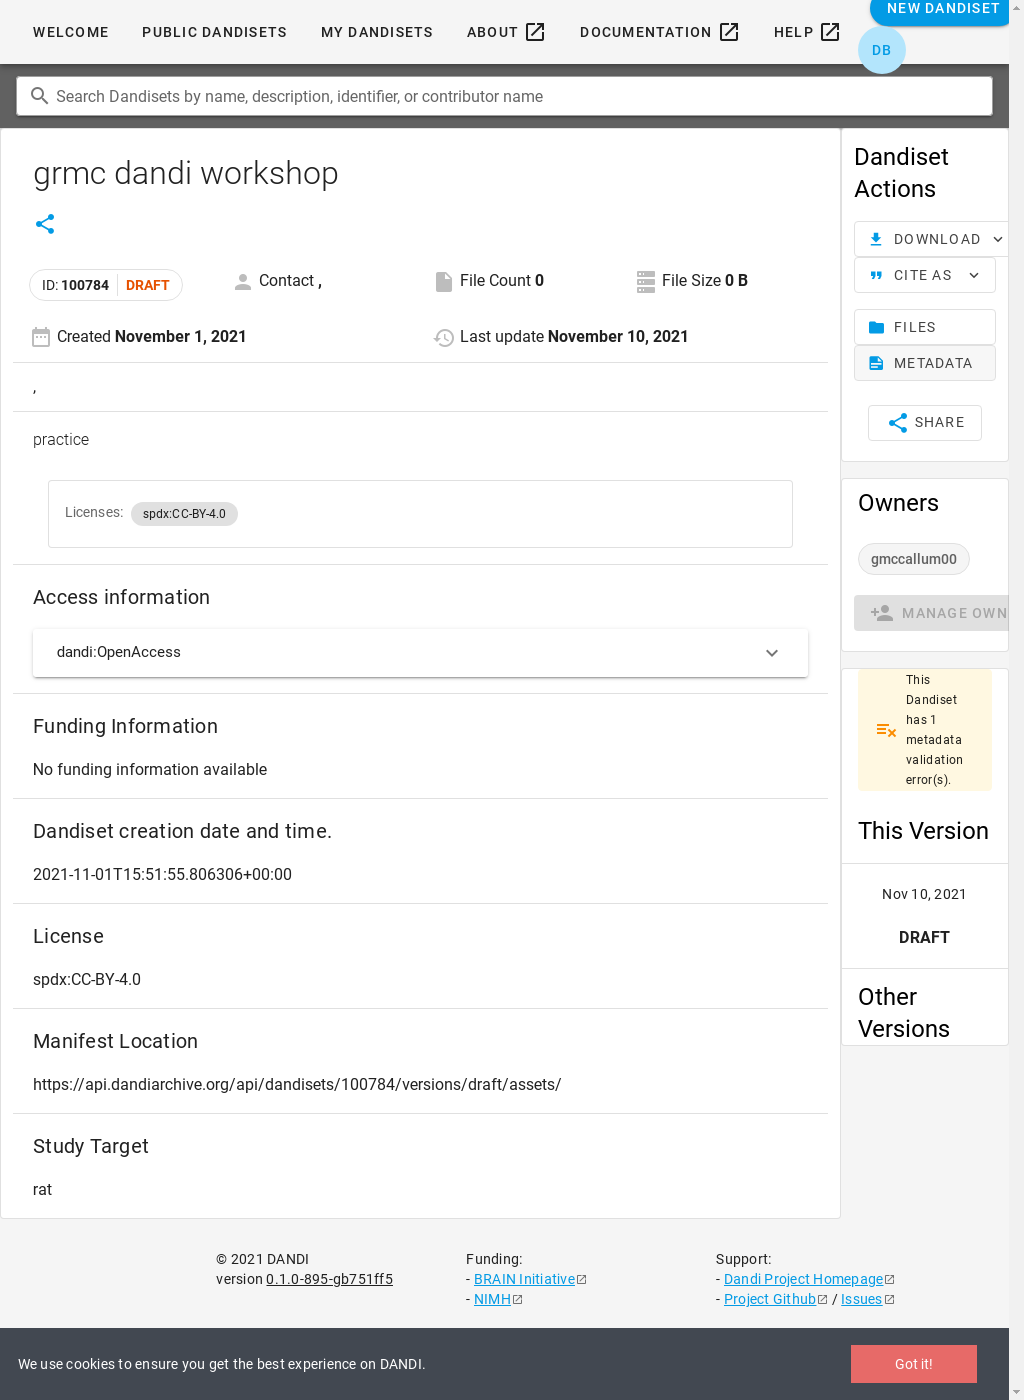 WELCOME
PUBLIC DANDISETS
MY DANDISETS
ABOUT
DOCUMENTATION
HELP
NEW DANDISET
DB
Search Dandisets by name, description, identifier, or contributor name
grmc dandi workshop
ID: 100784 DRAFT
Contact ,
File Count 0
File Size 0 B
Created November 1, 2021
Last update November 10, 2021
,
practice
Licenses: spdx:CC-BY-4.0
Access information
dandi:OpenAccess
Funding Information
No funding information available
Dandiset creation date and time.
2021-11-01T15:51:55.806306+00:00
License
spdx:CC-BY-4.0
Manifest Location
https://api.dandiarchive.org/api/dandisets/100784/versions/draft/assets/
Study Target
rat
Dandiset
Actions
DOWNLOAD
CITE AS
FILES
METADATA
SHARE
Owners
gmccallum00
MANAGE OWN
This
Dandiset
has 1
metadata
validation
error(s).
This Version
Nov 10, 2021
DRAFT
Other
Versions
© 2021 DANDI
version 0.1.0-895-gb751ff5
Funding:
- BRAIN Initiative
- NIMH
Support:
- Dandi Project Homepage
- Project Github / Issues
We use cookies to ensure you get the best experience on DANDI.
Got it!